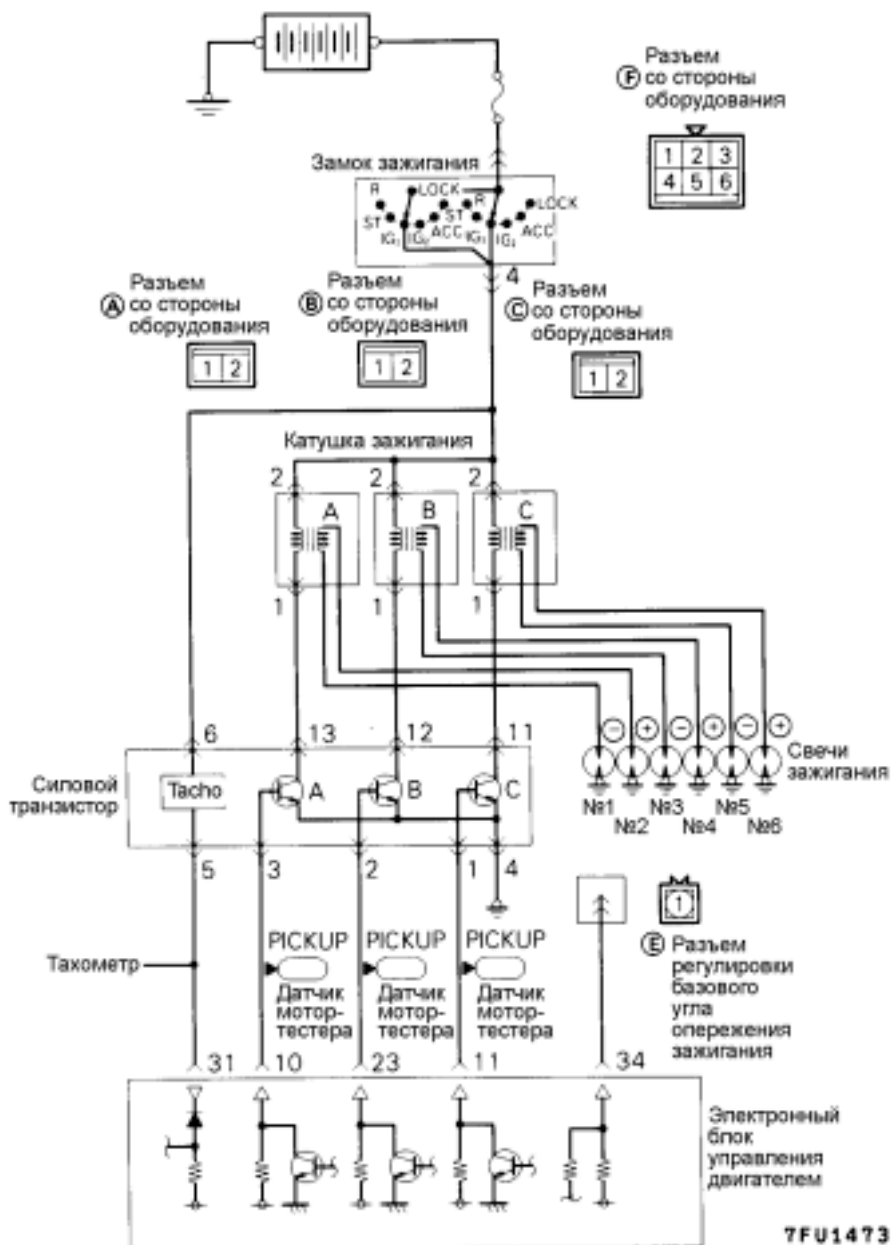 Разъем
Ⓕ со стороны
оборудования
1 2 3
4 5 6
Замок зажигания
R LOCK R LOCK
ST IG₁ IG₂ ACC ST IG₁ IG₂ ACC
4
Разъем
Ⓐ со стороны
оборудования
1 2
Разъем
Ⓑ со стороны
оборудования
1 2
Разъем
Ⓒ со стороны
оборудования
1 2
Катушка зажигания
2 2 2
A B C
1 1 1
6 13 12 11
Силовой
транзистор
Tacho A B C
5 3 2 1 4
− + − + − +
Свечи
зажигания
№1 №3 №5
№2 №4 №6
Тахометр
PICKUP PICKUP PICKUP
Датчик
мотор-
тестера
Датчик
мотор-
тестера
Датчик
мотор-
тестера
1
Ⓔ Разъем
регулировки
базового
угла
опережения
зажигания
31 10 23 11 34
Электронный
блок
управления
двигателем
7FU1473